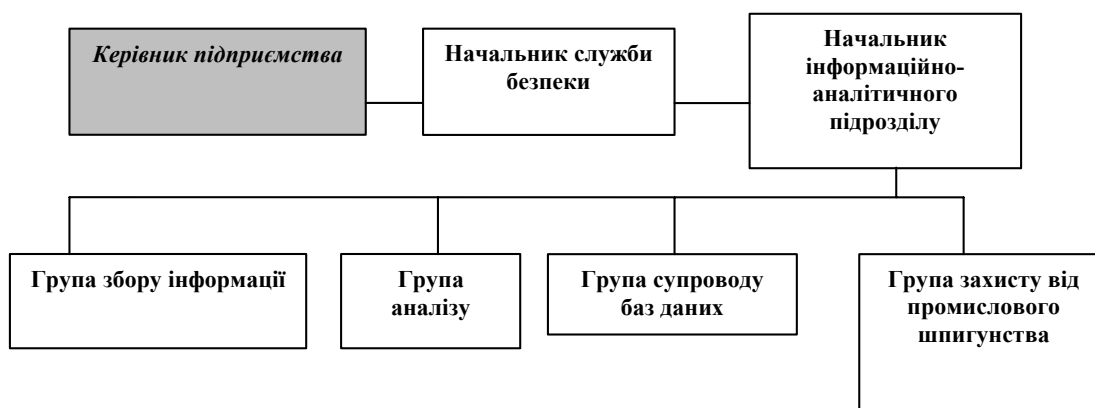 Керівник підприємства
Начальник служби
безпеки
Начальник
інформаційно-
аналітичного
підрозділу
Група збору інформації
Група
аналізу
Група супроводу
баз даних
Група захисту від
промислового
шпигунства